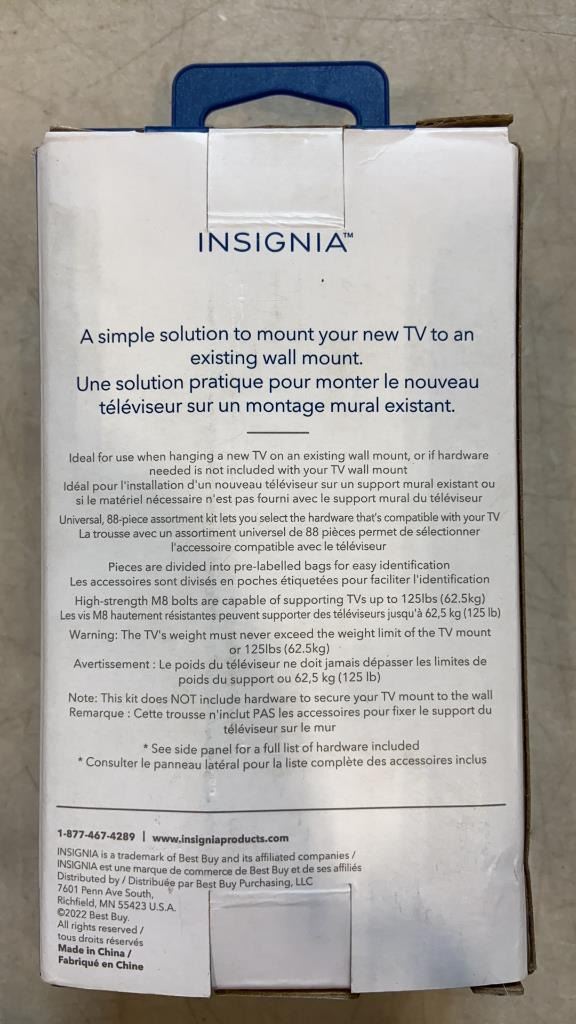 INSIGNIA™
A simple solution to mount your new TV to an
existing wall mount.
Une solution pratique pour monter le nouveau
téléviseur sur un montage mural existant.
Ideal for use when hanging a new TV on an existing wall mount, or if hardware
needed is not included with your TV wall mount
Idéal pour l'installation d'un nouveau téléviseur sur un support mural existant ou
si le matériel nécessaire n'est pas fourni avec le support mural du téléviseur
Universal, 88-piece assortment kit lets you select the hardware that's compatible with your TV
La trousse avec un assortiment universel de 88 pièces permet de sélectionner
l'accessoire compatible avec le téléviseur
Pieces are divided into pre-labelled bags for easy identification
Les accessoires sont divisés en poches étiquetées pour faciliter l'identification
High-strength M8 bolts are capable of supporting TVs up to 125lbs (62.5kg)
Les vis M8 hautement résistantes peuvent supporter des téléviseurs jusqu'à 62,5 kg (125 lb)
Warning: The TV's weight must never exceed the weight limit of the TV mount
or 125lbs (62.5kg)
Avertissement : Le poids du téléviseur ne doit jamais dépasser les limites de
poids du support ou 62,5 kg (125 lb)
Note: This kit does NOT include hardware to secure your TV mount to the wall
Remarque : Cette trousse n'inclut PAS les accessoires pour fixer le support du
téléviseur sur le mur
* See side panel for a full list of hardware included
* Consulter le panneau latéral pour la liste complète des accessoires inclus
1-877-467-4289 | www.insigniaproducts.com
INSIGNIA is a trademark of Best Buy and its affiliated companies /
INSIGNIA est une marque de commerce de Best Buy et de ses affiliés
Distributed by / Distribuée par Best Buy Purchasing, LLC
7601 Penn Ave South,
Richfield, MN 55423 U.S.A.
©2022 Best Buy.
All rights reserved /
tous droits réservés
Made in China /
Fabriqué en Chine